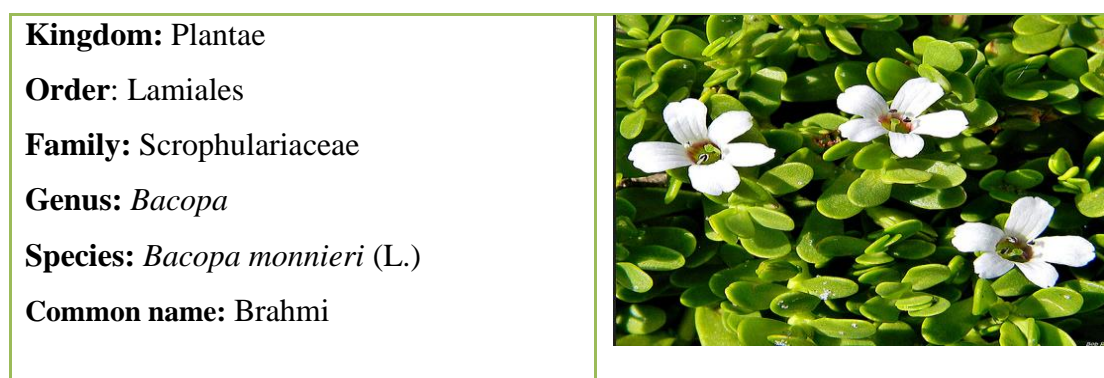 Kingdom: Plantae
Order: Lamiales
Family: Scrophulariaceae
Genus: Bacopa
Species: Bacopa monnieri (L.)
Common name: Brahmi